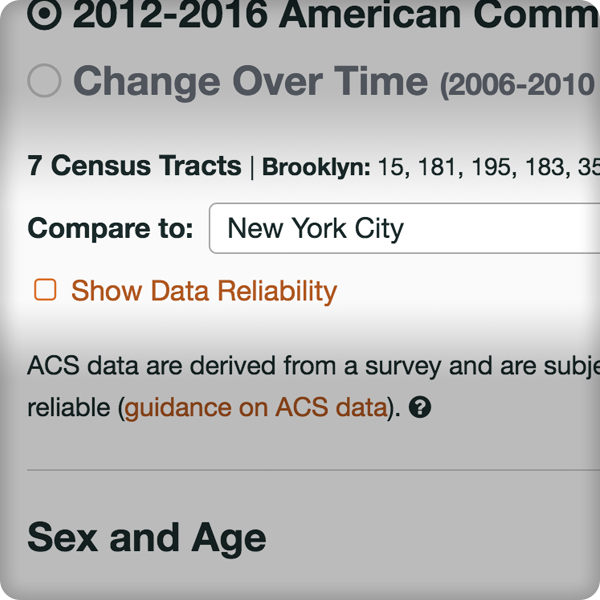 2012-2016 American Comm
Change Over Time (2006-2010
7 Census Tracts | Brooklyn: 15, 181, 195, 183, 35
Compare to: New York City
Show Data Reliability
ACS data are derived from a survey and are subje
reliable (guidance on ACS data). ?
Sex and Age